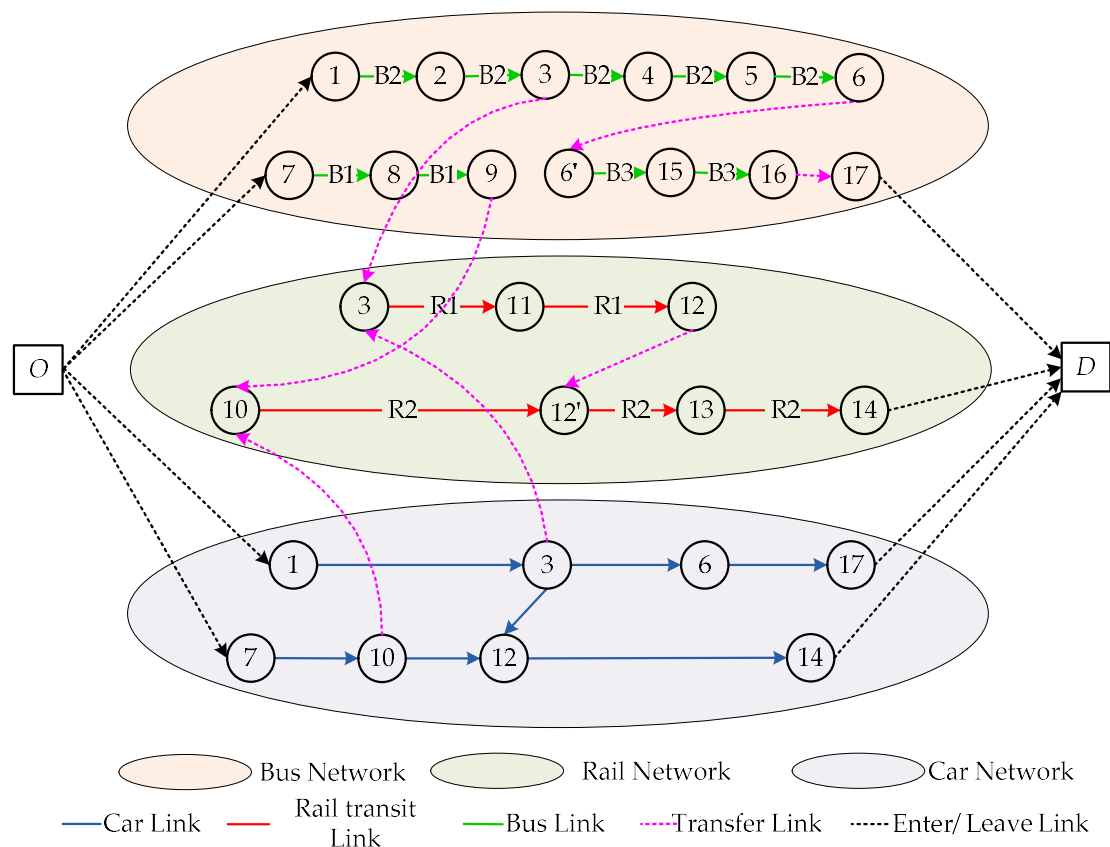 1 B2 2 B2 3 B2 4 B2 5 B2 6
7 B1 8 B1 9 6' B3 15 B3 16 17
3 R1 11 R1 12
O D
10 R2 12' R2 13 R2 14
1 3 6 17
7 10 12 14
Bus Network Rail Network Car Network
Car Link Rail transit Link Bus Link Transfer Link Enter/ Leave Link